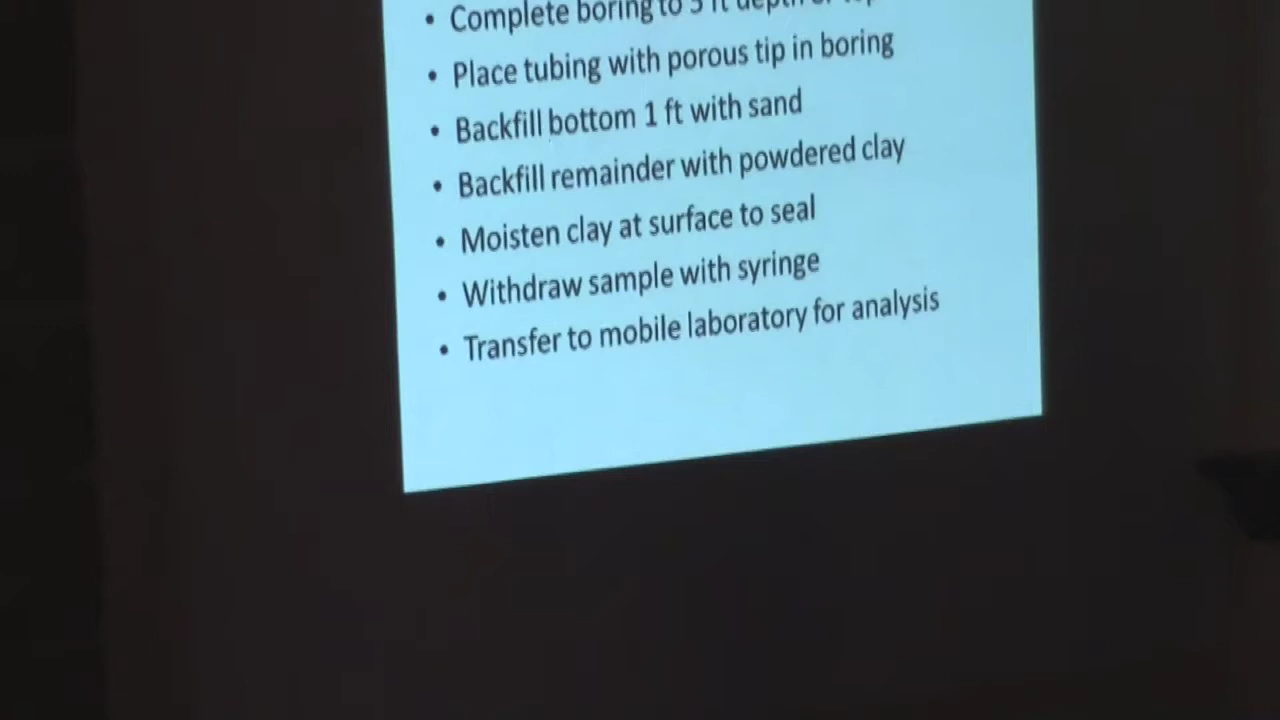 • Complete boring to 5 ft depth or
• Place tubing with porous tip in boring
• Backfill bottom 1 ft with sand
• Backfill remainder with powdered clay
• Moisten clay at surface to seal
• Withdraw sample with syringe
• Transfer to mobile laboratory for analysis